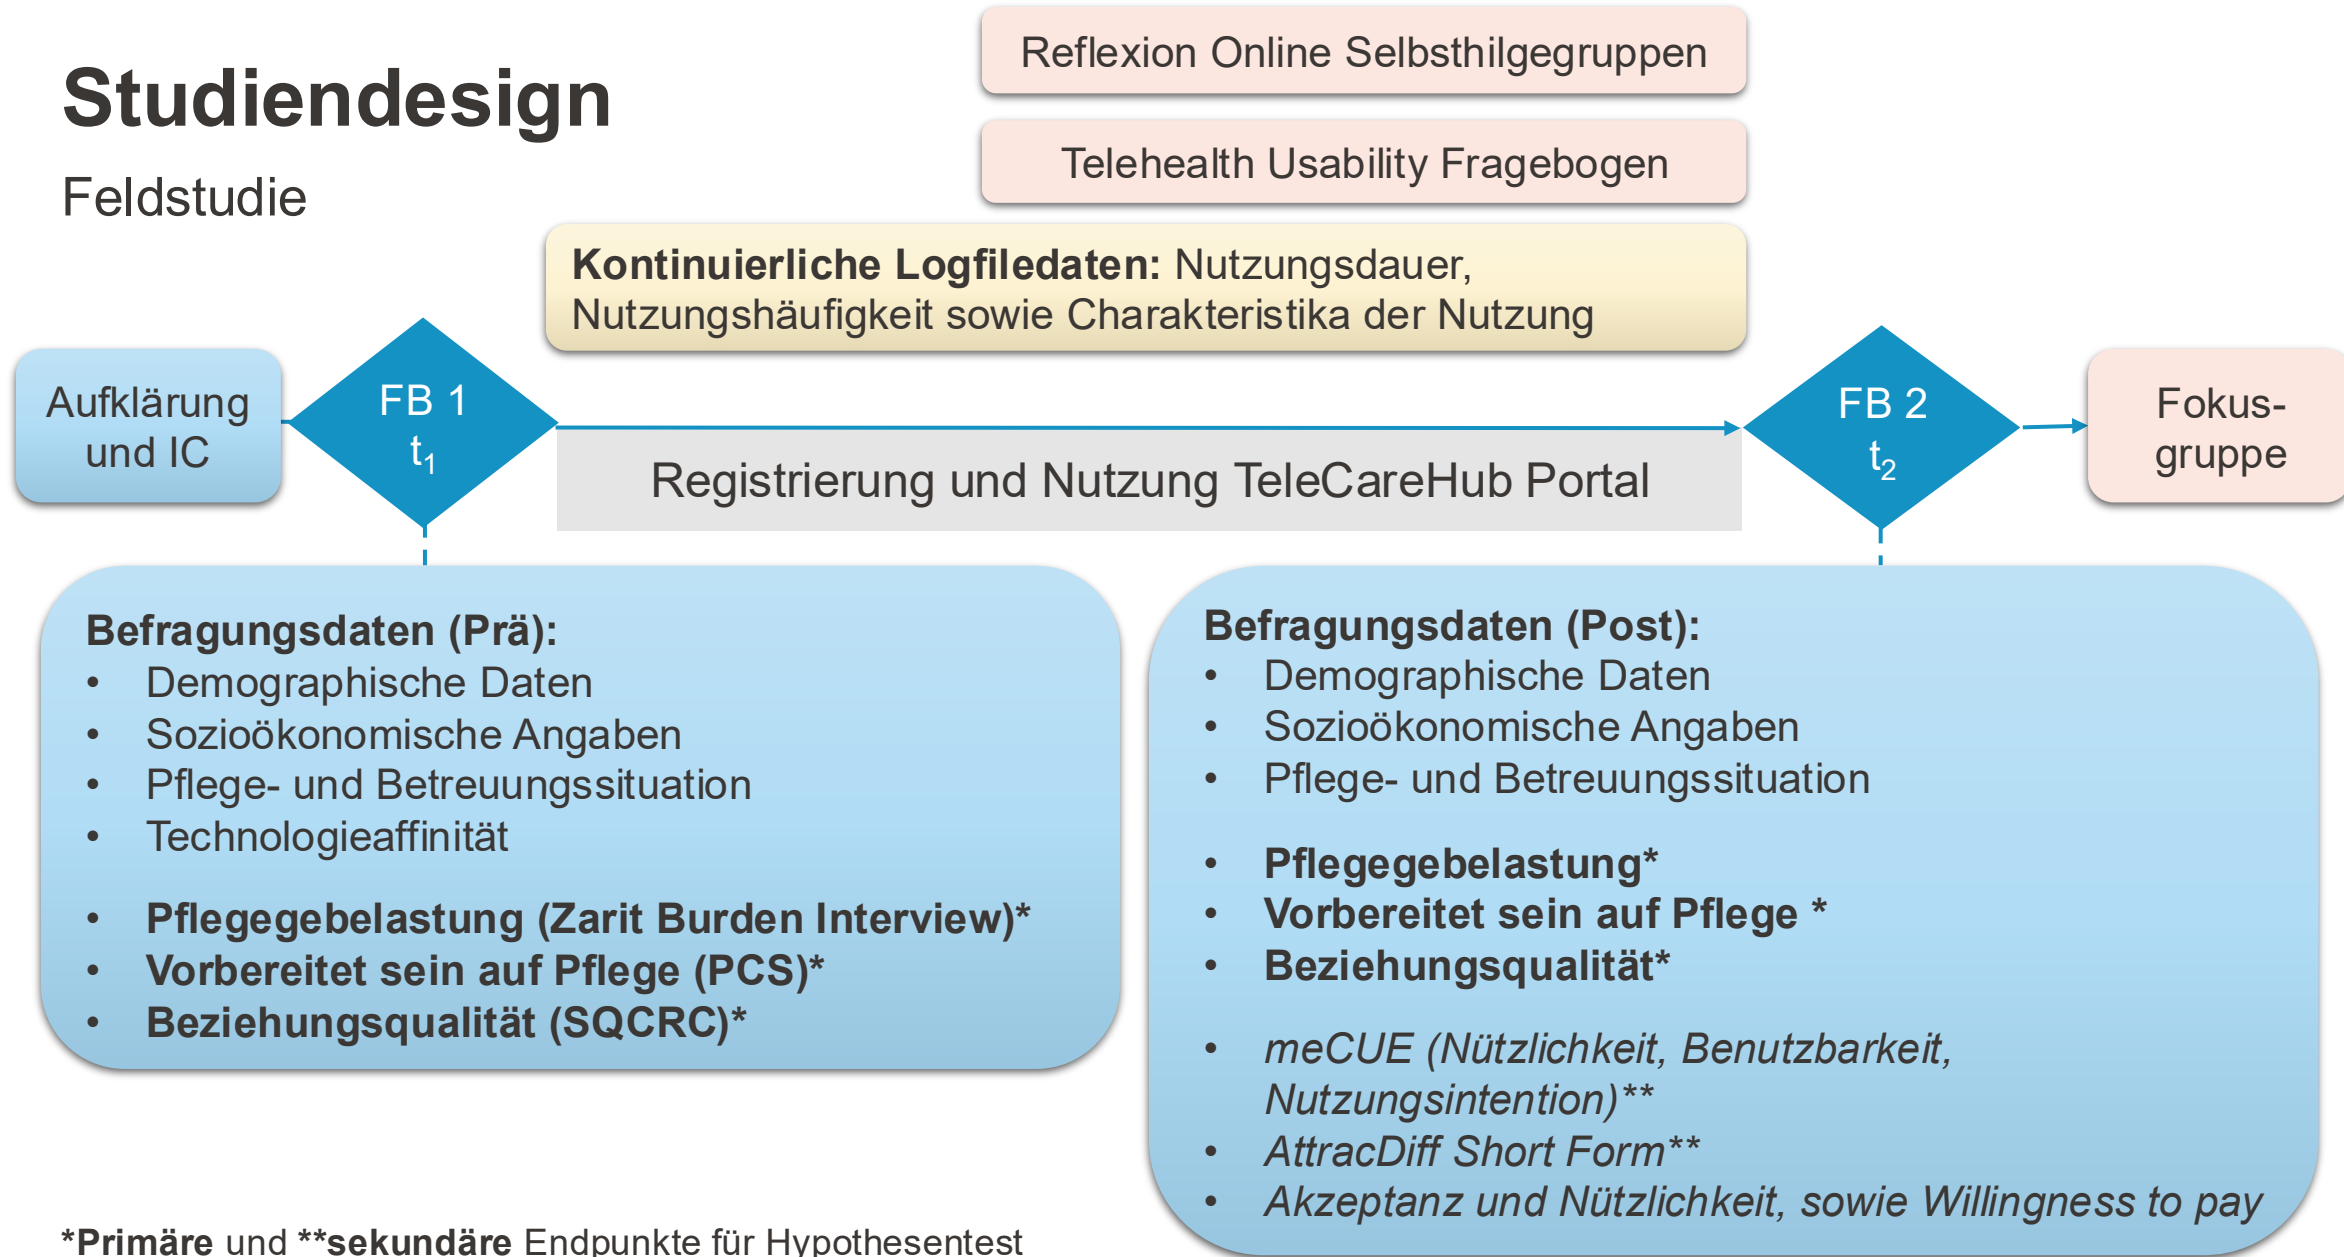 Studiendesign
Feldstudie
Reflexion Online Selbsthilgegruppen
Telehealth Usability Fragebogen
Kontinuierliche Logfiledaten: Nutzungsdauer,
Nutzungshäufigkeit sowie Charakteristika der Nutzung
Aufklärung
und IC
FB 1
t₁
Registrierung und Nutzung TeleCareHub Portal
FB 2
t₂
Fokus-
gruppe
Befragungsdaten (Prä):
• Demographische Daten
• Sozioökonomische Angaben
• Pflege- und Betreuungssituation
• Technologieaffinität
• Pflegegebelastung (Zarit Burden Interview)*
• Vorbereitet sein auf Pflege (PCS)*
• Beziehungsqualität (SQCRC)*
Befragungsdaten (Post):
• Demographische Daten
• Sozioökonomische Angaben
• Pflege- und Betreuungssituation
• Pflegegebelastung*
• Vorbereitet sein auf Pflege *
• Beziehungsqualität*
• meCUE (Nützlichkeit, Benutzbarkeit,
Nutzungsintention)**
• AttracDiff Short Form**
• Akzeptanz und Nützlichkeit, sowie Willingness to pay
*Primäre und **sekundäre Endpunkte für Hypothesentest